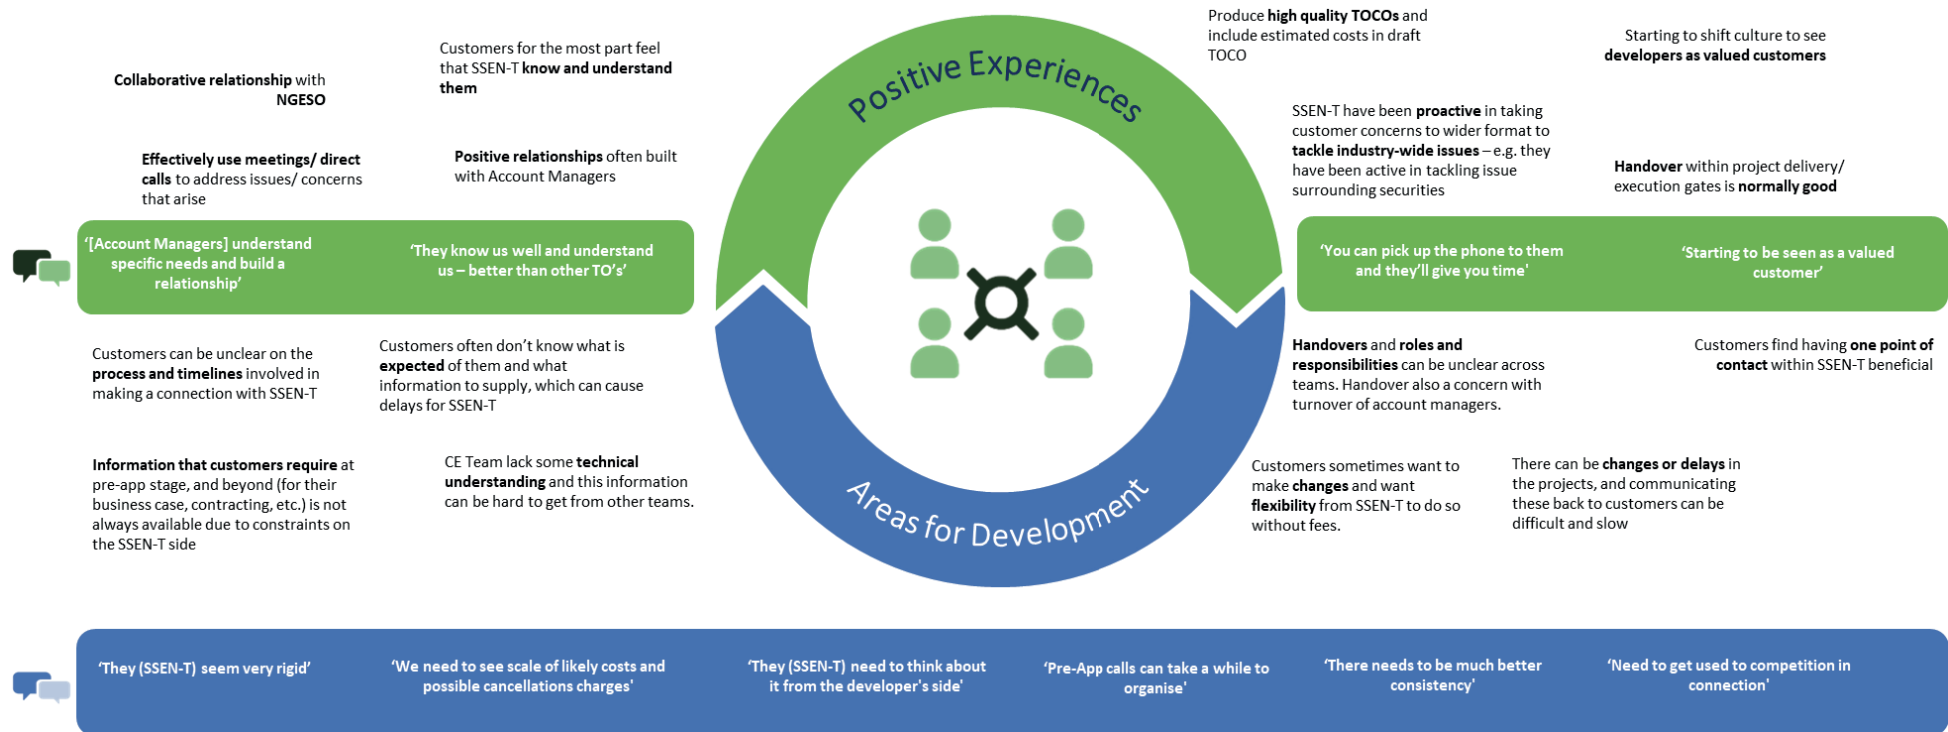 Collaborative relationship with
NGESO
Customers for the most part feel
that SSEN-T know and understand
them
Effectively use meetings/ direct
calls to address issues/ concerns
that arise
Positive relationships often built
with Account Managers
Positive Experiences
Produce high quality TOCOs and
include estimated costs in draft
TOCO
Starting to shift culture to see
developers as valued customers
SSEN-T have been proactive in taking
customer concerns to wider format to
tackle industry-wide issues – e.g. they
have been active in tackling issue
surrounding securities
Handover within project delivery/
execution gates is normally good
‘[Account Managers] understand
specific needs and build a
relationship’
‘They know us well and understand
us – better than other TO’s’
‘You can pick up the phone to them
and they’ll give you time'
‘Starting to be seen as a valued
customer’
Customers can be unclear on the
process and timelines involved in
making a connection with SSEN-T
Customers often don’t know what is
expected of them and what
information to supply, which can cause
delays for SSEN-T
Information that customers require at
pre-app stage, and beyond (for their
business case, contracting, etc.) is not
always available due to constraints on
the SSEN-T side
CE Team lack some technical
understanding and this information
can be hard to get from other teams.
Areas for Development
Handovers and roles and
responsibilities can be unclear across
teams. Handover also a concern with
turnover of account managers.
Customers find having one point of
contact within SSEN-T beneficial
Customers sometimes want to
make changes and want
flexibility from SSEN-T to do so
without fees.
There can be changes or delays in
the projects, and communicating
these back to customers can be
difficult and slow
‘They (SSEN-T) seem very rigid’
‘We need to see scale of likely costs and
possible cancellations charges'
‘They (SSEN-T) need to think about
it from the developer's side'
‘Pre-App calls can take a while to
organise'
‘There needs to be much better
consistency'
‘Need to get used to competition in
connection'